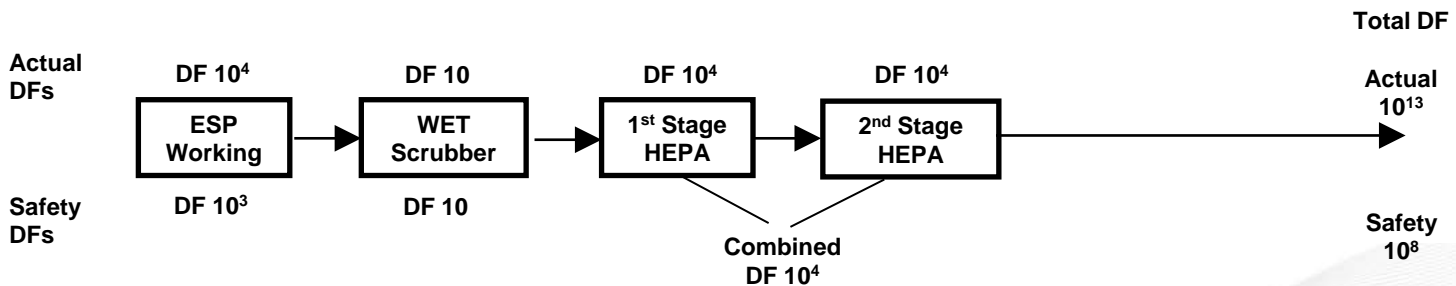 Total DF
Actual
DFs
DF 10⁴
DF 10
DF 10⁴
DF 10⁴
Actual
10¹³
ESP
Working
WET
Scrubber
1ˢᵗ Stage
HEPA
2ⁿᵈ Stage
HEPA
Safety
DFs
DF 10³
DF 10
Combined
DF 10⁴
Safety
10⁸